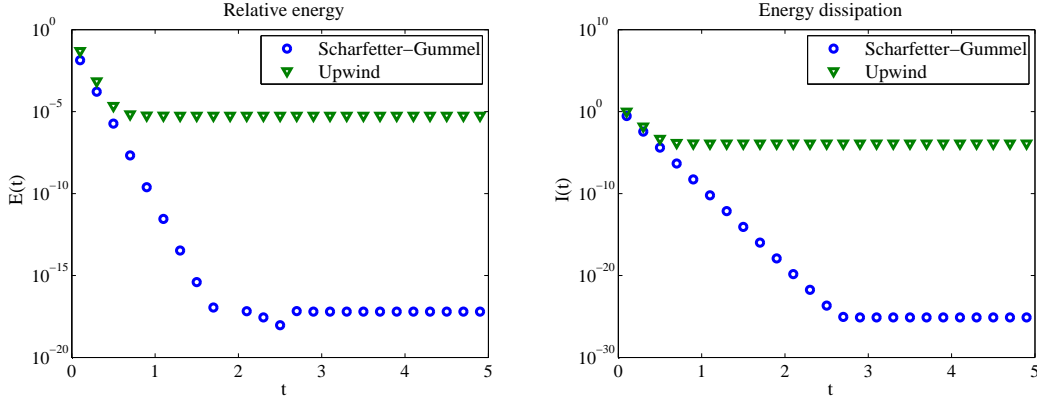 Relative energy
E(t)
10^0
10^-5
10^-10
10^-15
10^-20
0 1 2 3 4 5
t
Scharfetter−Gummel
Upwind
Energy dissipation
I(t)
10^10
10^0
10^-10
10^-20
10^-30
0 1 2 3 4 5
t
Scharfetter−Gummel
Upwind